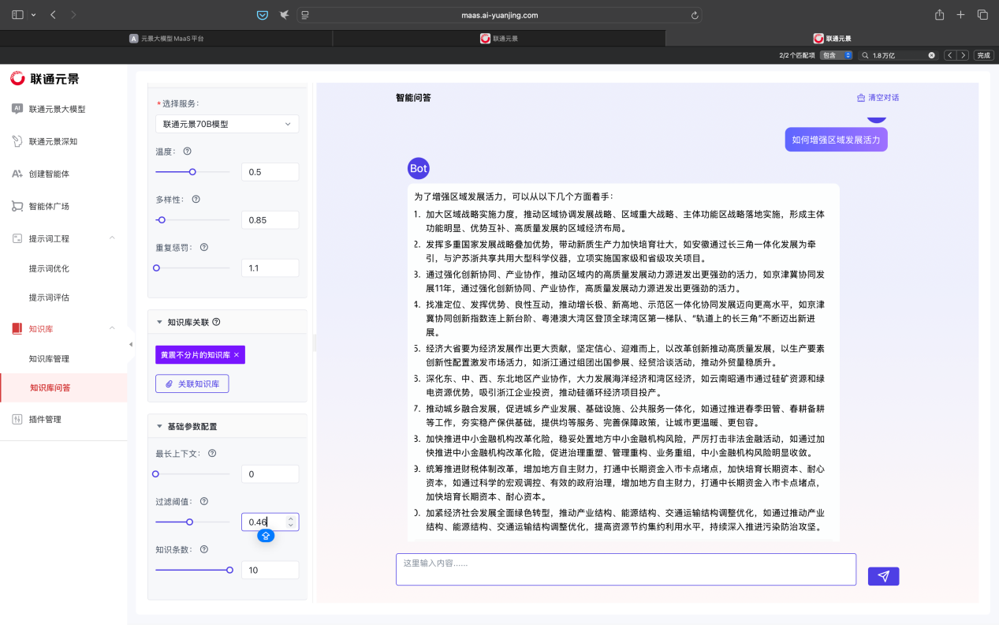 maas.ai-yuanjing.com
A 元景大模型MaaS平台
联通元景
联通元景
2/2个匹配项
包含
1.8万亿
完成
联通元景
AI 联通元景大模型
联通元景深知
创建智能体
智能体广场
提示词工程
提示词优化
提示词评估
知识库
知识库管理
知识库问答
插件管理
*选择服务:
联通元景70B模型
温度:
0.5
多样性:
0.85
重复惩罚:
1.1
知识库关联
黄震不分片的知识库 ×
关联知识库
基础参数配置
最长上下文:
0
过滤阈值:
0.46
知识条数:
10
智能问答
清空对话
如何增强区域发展活力
Bot
为了增强区域发展活力，可以从以下几个方面着手：
1. 加大区域战略实施力度，推动区域协调发展战略、区域重大战略、主体功能区战略落地实施，形成主体
功能明显、优势互补、高质量发展的区域经济布局。
2. 发挥多重国家发展战略叠加优势，带动新质生产力加快培育壮大，如安徽通过长三角一体化发展为牵
引，与沪苏浙共享共用大型科学仪器，立项实施国家级和省级攻关项目。
3. 通过强化创新协同、产业协作，推动区域内的高质量发展动力源迸发出更强劲的活力，如京津冀协同发
展11年，通过强化创新协同、产业协作，高质量发展动力源迸发出更强劲的活力。
4. 找准定位、发挥优势、良性互动，推动增长极、新高地、示范区一体化协同发展迈向更高水平，如京津
冀协同创新指数连上新台阶、粤港澳大湾区登顶全球湾区第一梯队、“轨道上的长三角”不断迈出新进
展。
5. 经济大省要为经济发展作出更大贡献，坚定信心、迎难而上，以改革创新推动高质量发展，以生产要素
创新性配置激发市场活力，如浙江通过组团出国参展、经贸洽谈活动，推动外贸量稳质升。
6. 深化东、中、西、东北地区产业协作，大力发展海洋经济和湾区经济，如云南昭通市通过硅矿资源和绿
电资源优势，吸引浙江企业投资，推动硅循环经济项目投产。
7. 推动城乡融合发展，促进城乡产业发展、基础设施、公共服务一体化，如通过推进春季田管、春耕备耕
等工作，夯实稳产保供基础，提供均等服务、完善保障政策，让城市更温暖、更包容。
8. 加快推进中小金融机构改革化险，稳妥处置地方中小金融机构风险，严厉打击非法金融活动，如通过加
快推进中小金融机构改革化险，促进治理重塑、管理重构、业务重组，中小金融机构风险明显收敛。
9. 统筹推进财税体制改革，增加地方自主财力，打通中长期资金入市卡点堵点，加快培育长期资本、耐心
资本，如通过科学的宏观调控、有效的政府治理，增加地方自主财力，打通中长期资金入市卡点堵点，
加快培育长期资本、耐心资本。
0. 加紧经济社会发展全面绿色转型，推动产业结构、能源结构、交通运输结构调整优化，如通过推动产业
结构、能源结构、交通运输结构调整优化，提高资源节约集约利用水平，持续深入推进污染防治攻坚。
这里输入内容......